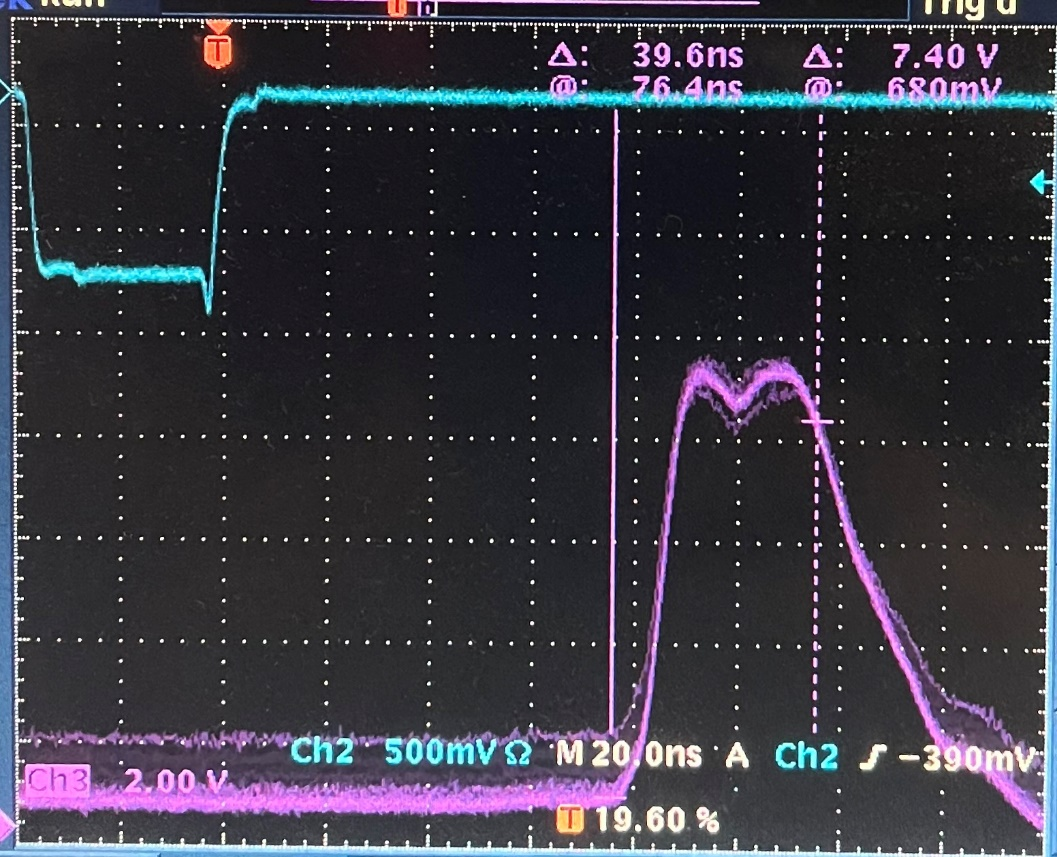 Run Trig'd
T
Δ: 39.6ns Δ: 7.40 V
@: 76.4ns @: 680mV
Ch2 500mVΩ M 20.0ns A Ch2 ƒ −390mV
Ch3 2.00 V
T 19.60 %